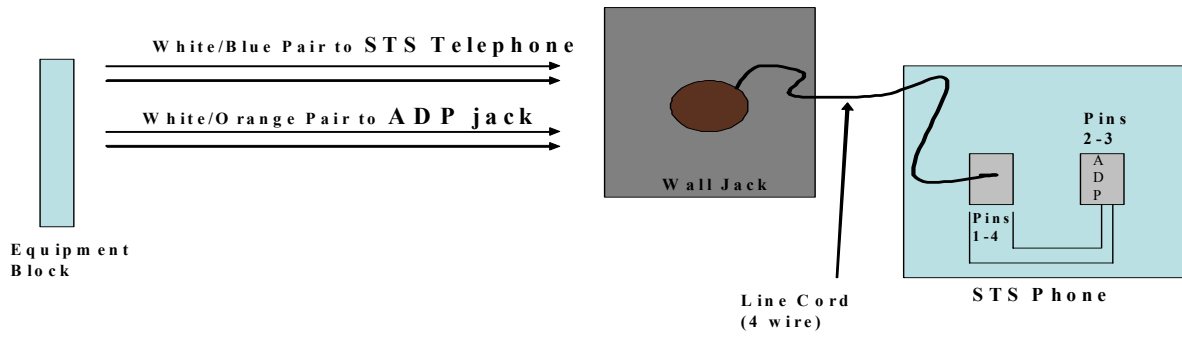 White/Blue Pair to STS Telephone
White/Orange Pair to ADP jack
Equipment
Block
Wall Jack
Line Cord
(4 wire)
Pins
2-3
A
D
P
Pins
1-4
STS Phone